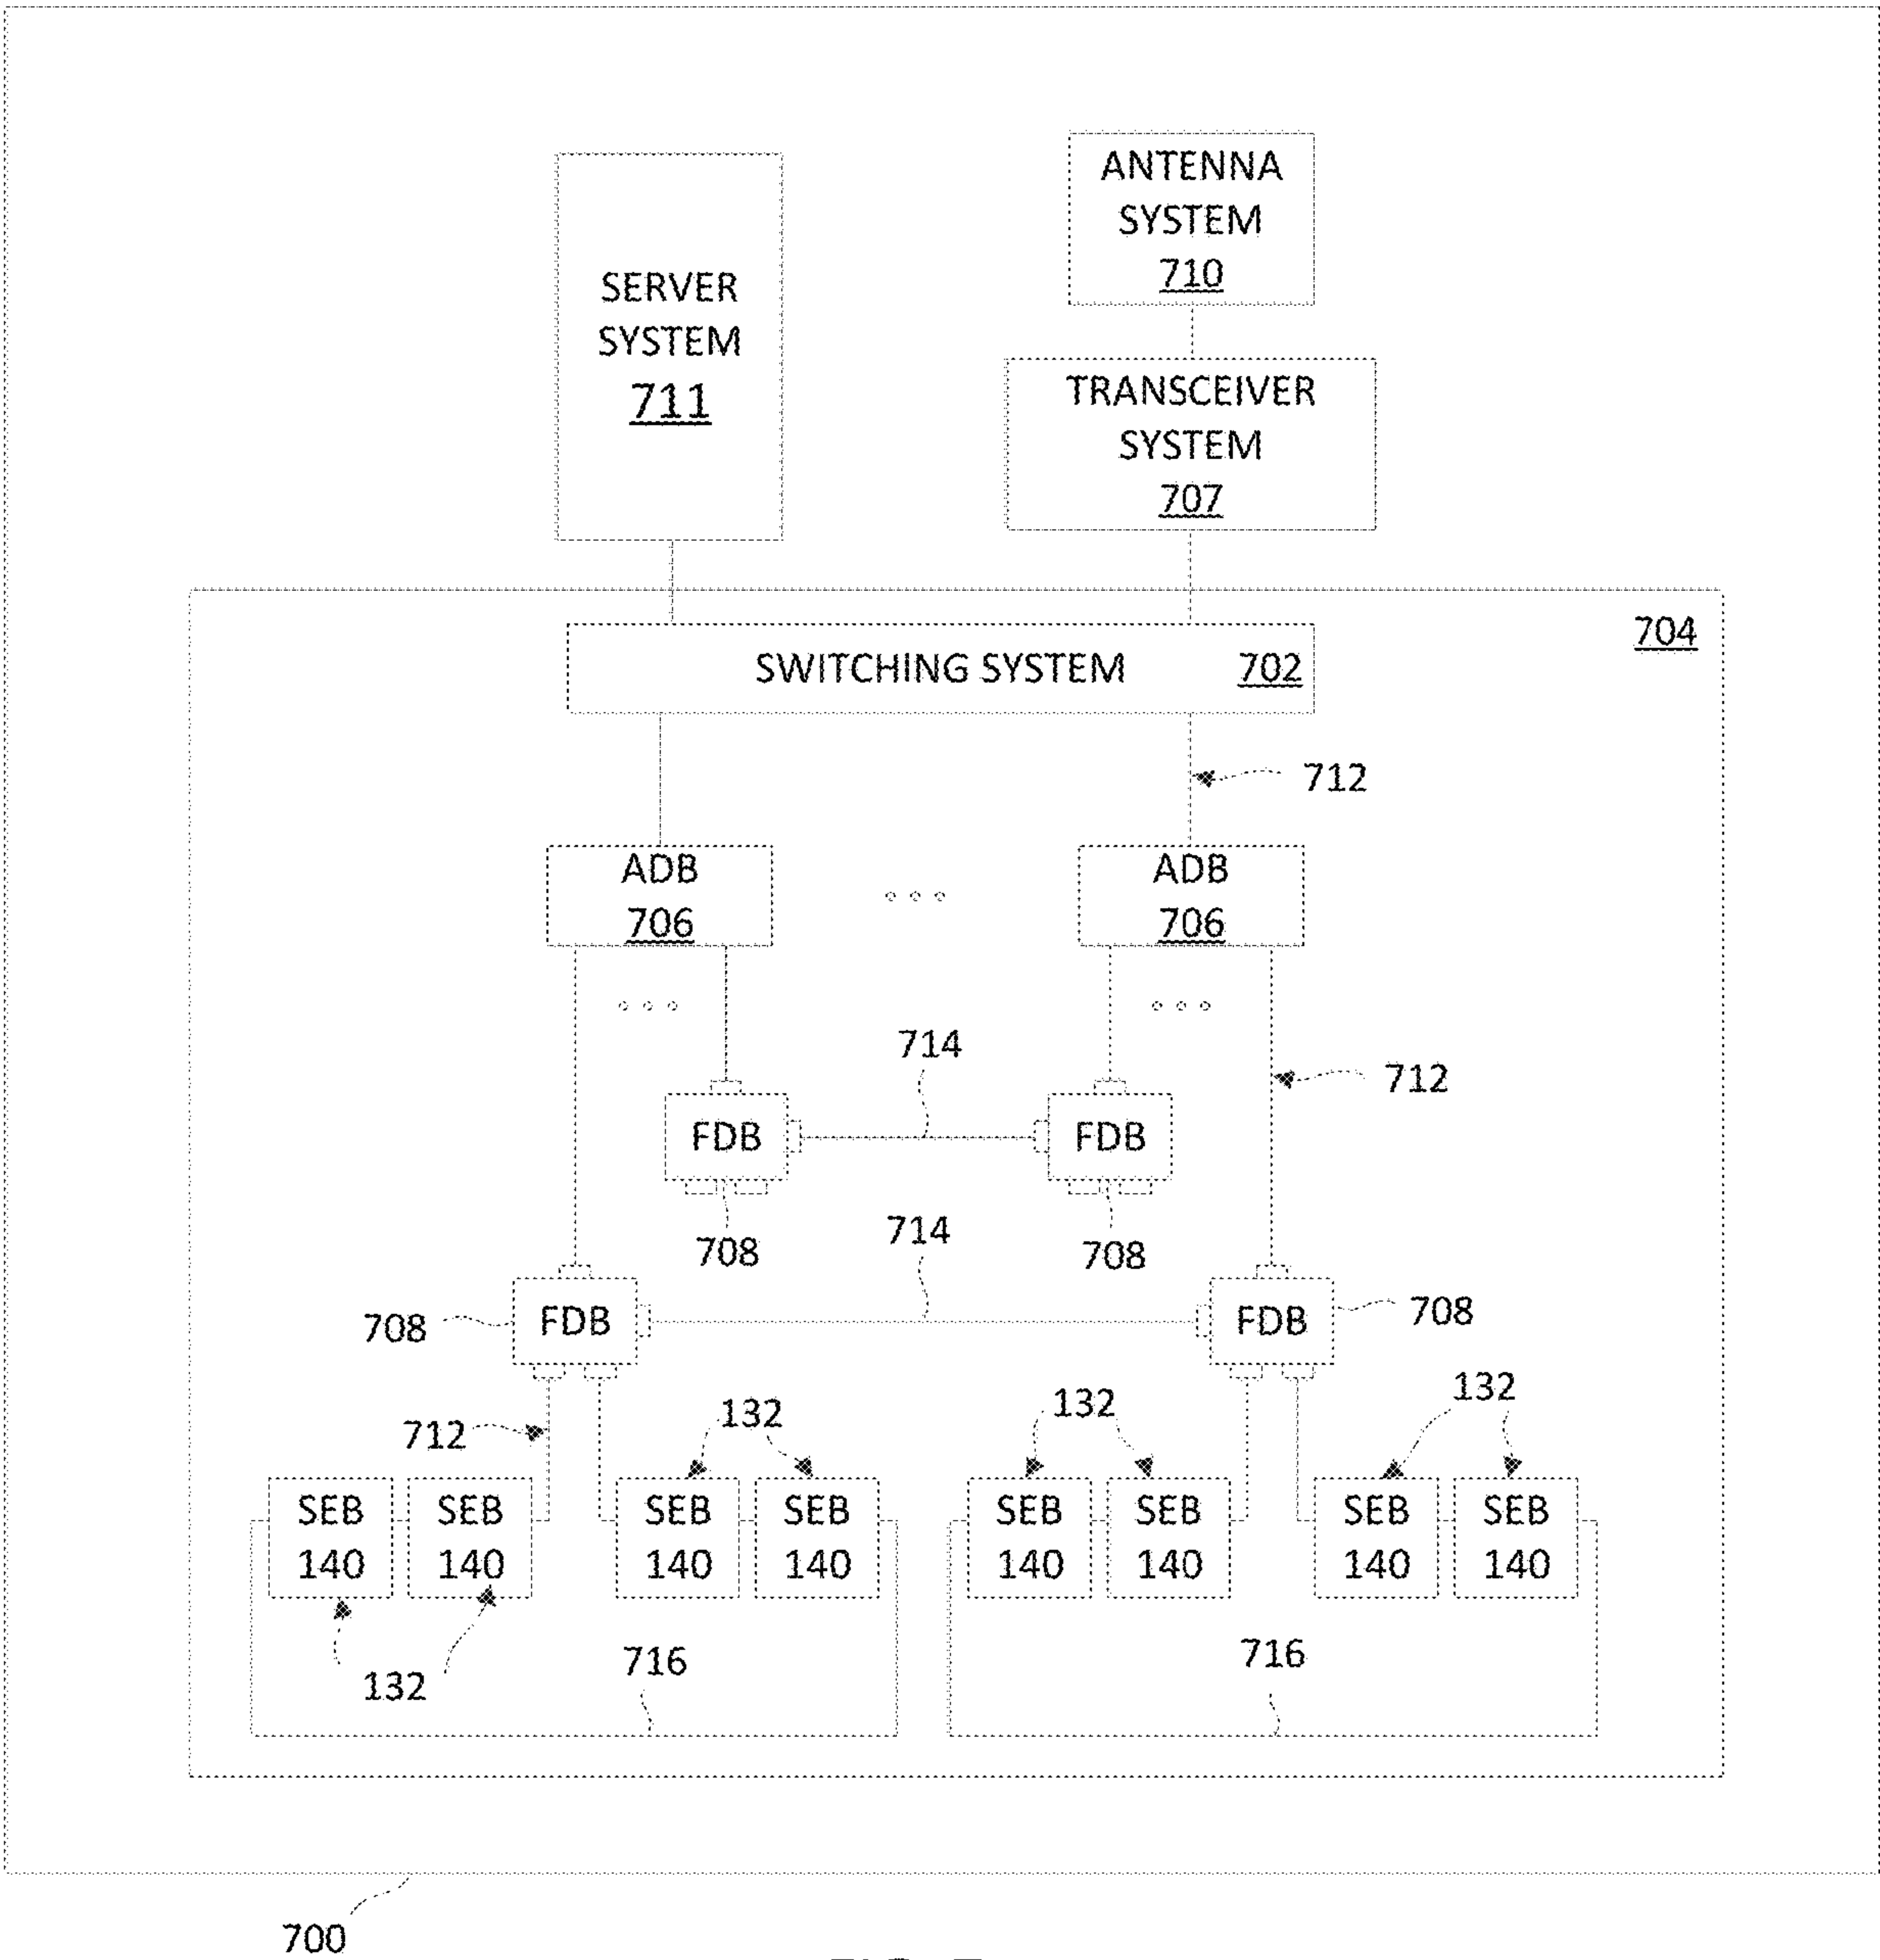 ANTENNA
SYSTEM
710
SERVER
SYSTEM
711
TRANSCEIVER
SYSTEM
707
704
SWITCHING SYSTEM 702
712
ADB
706
ADB
706
714
712
FDB
FDB
708
714
708
708
FDB
FDB
708
712
132
132
132
SEB
140
SEB
140
SEB
140
SEB
140
SEB
140
SEB
140
SEB
140
SEB
140
132
716
716
700